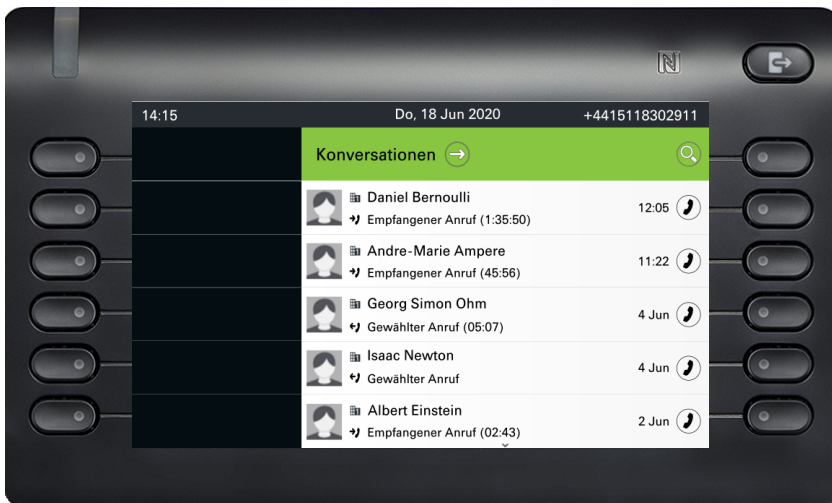 14:15 Do, 18 Jun 2020 +4415118302911
Konversationen
Daniel Bernoulli
Empfangener Anruf (1:35:50) 12:05
Andre-Marie Ampere
Empfangener Anruf (45:56) 11:22
Georg Simon Ohm
Gewählter Anruf (05:07) 4 Jun
Isaac Newton
Gewählter Anruf 4 Jun
Albert Einstein
Empfangener Anruf (02:43) 2 Jun